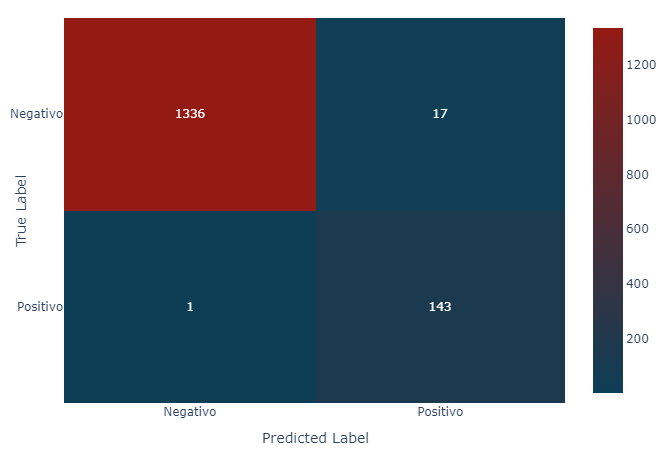 Negativo 1336 17
Positivo 1 143
Negativo Positivo
Predicted Label
True Label
1200
1000
800
600
400
200